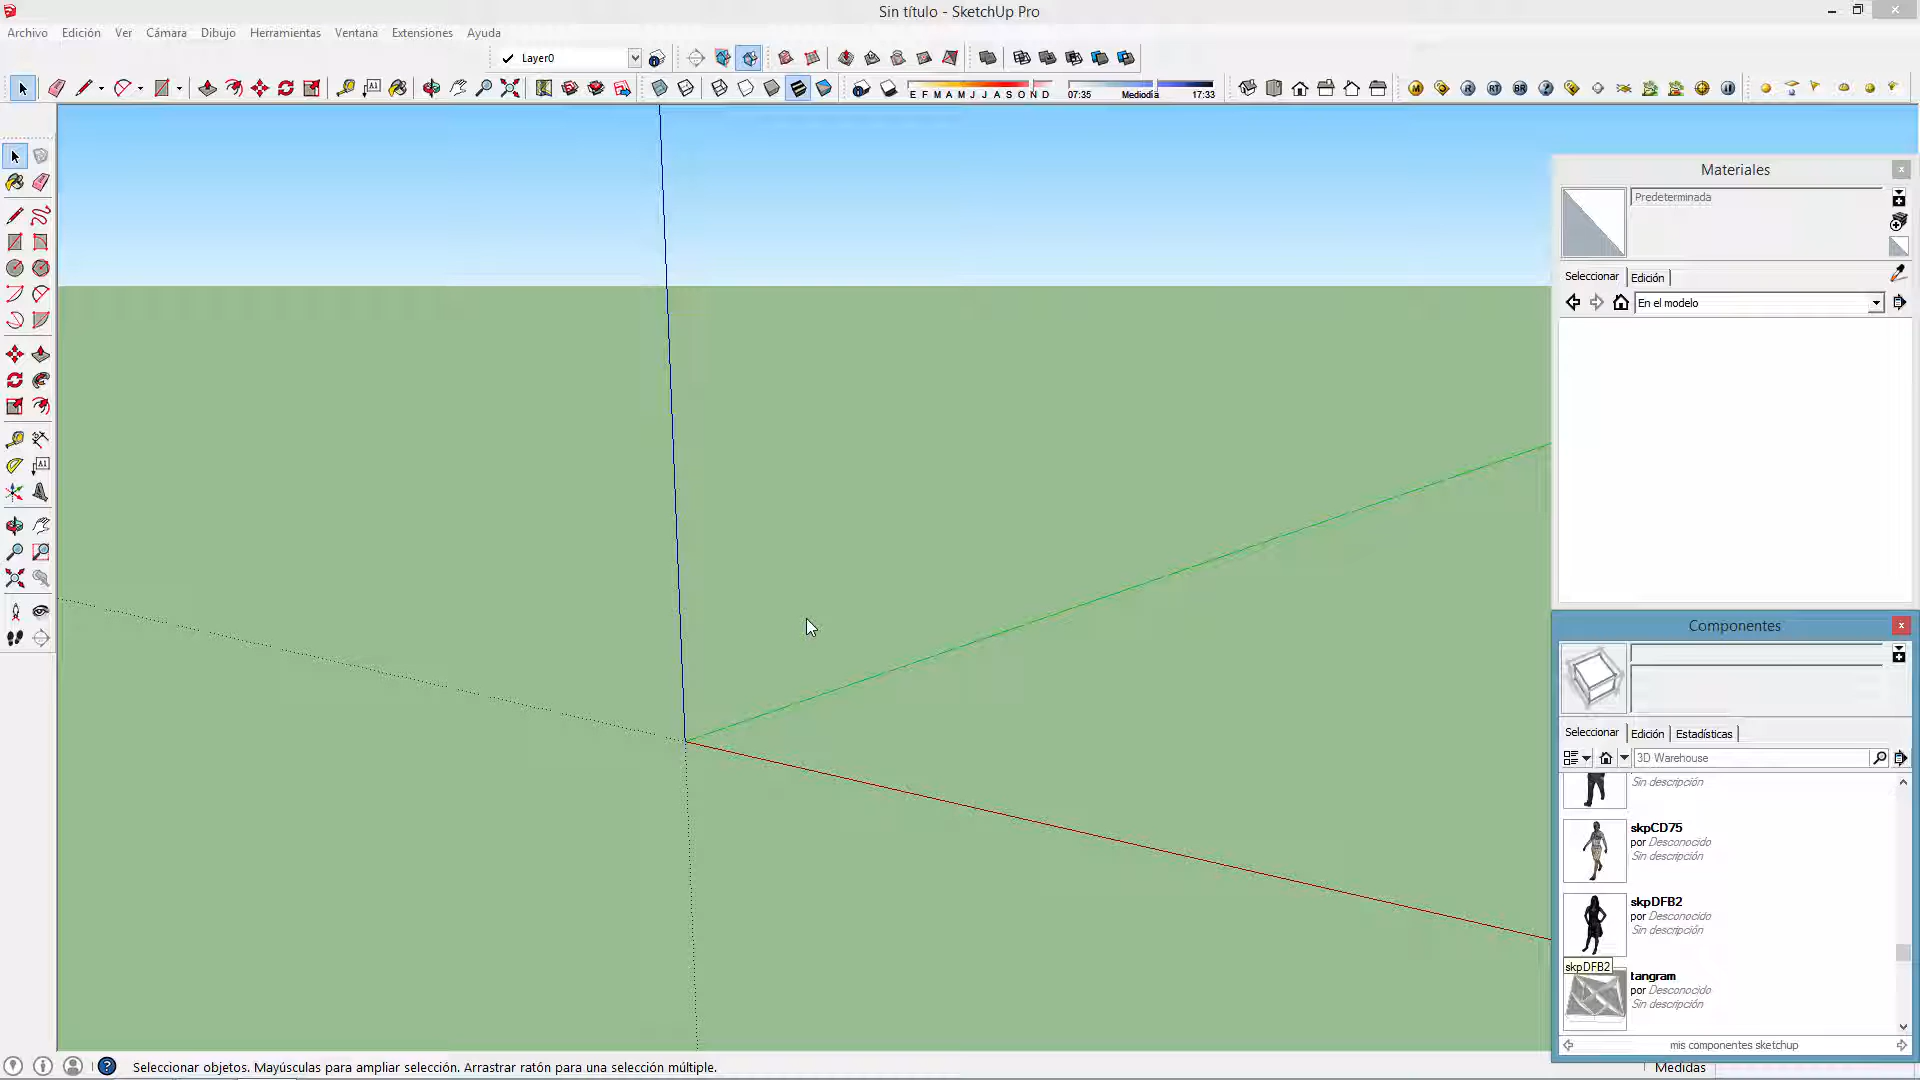 Sin título - SketchUp Pro
Archivo Edición Ver Cámara Dibujo Herramientas Ventana Extensiones Ayuda
Layer0
E F M A M J J A S O N D 07:35 Mediodía 17:33
Materiales
Predeterminada
Seleccionar Edición
En el modelo
Componentes
Seleccionar Edición Estadísticas
3D Warehouse
Sin descripción
skpCD75
por Desconocido
Sin descripción
skpDFB2
por Desconocido
Sin descripción
skpDFB2
tangram
por Desconocido
Sin descripción
mis componentes sketchup
Seleccionar objetos. Mayúsculas para ampliar selección. Arrastrar ratón para una selección múltiple.
Medidas